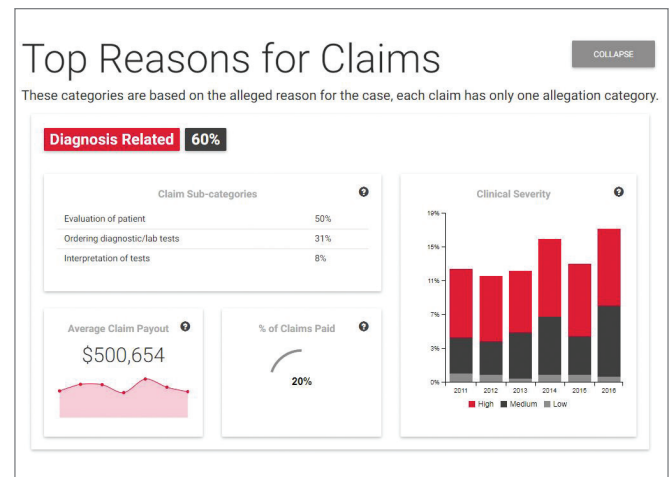 Top Reasons for Claims
COLLAPSE
These categories are based on the alleged reason for the case, each claim has only one allegation category.
Diagnosis Related 60%
Claim Sub-categories ?
Evaluation of patient 50%
Ordering diagnostic/lab tests 31%
Interpretation of tests 8%
Average Claim Payout ?
$500,654
% of Claims Paid ?
20%
Clinical Severity ?
19%
15%
11%
7%
3%
0%
2011 2012 2013 2014 2015 2016
High Medium Low